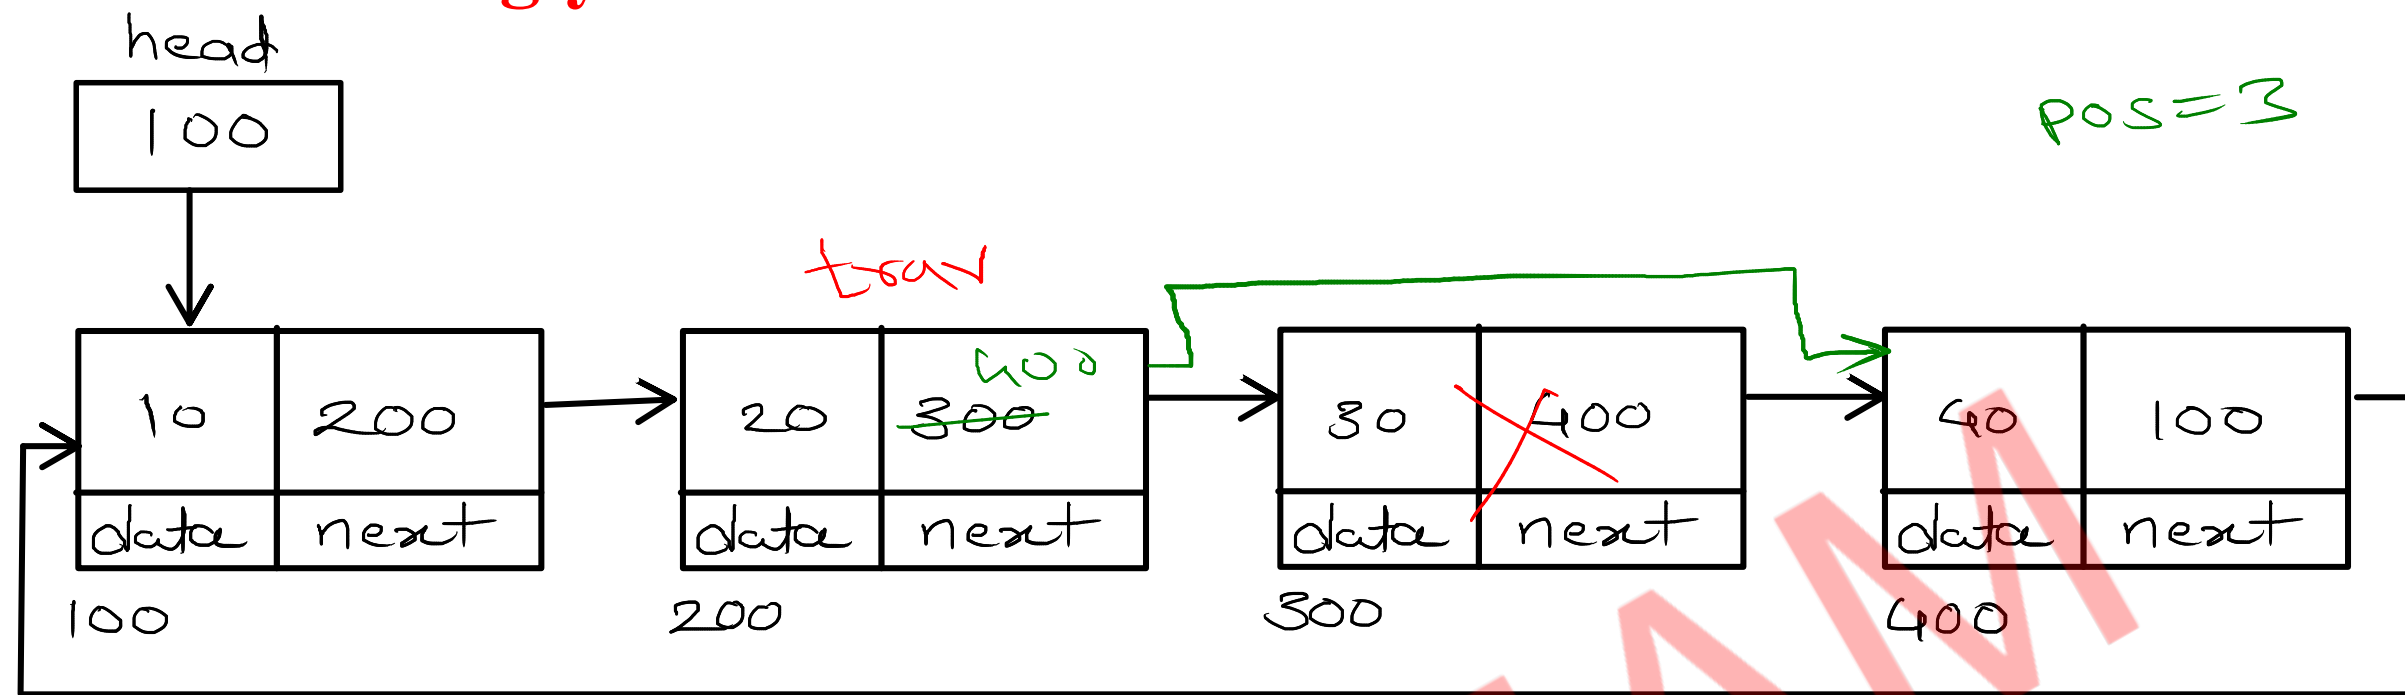 head
100
pos=3
trav
400
10 200 20 300 30 400 40 100
data next data next data next data next
100 200 300 400